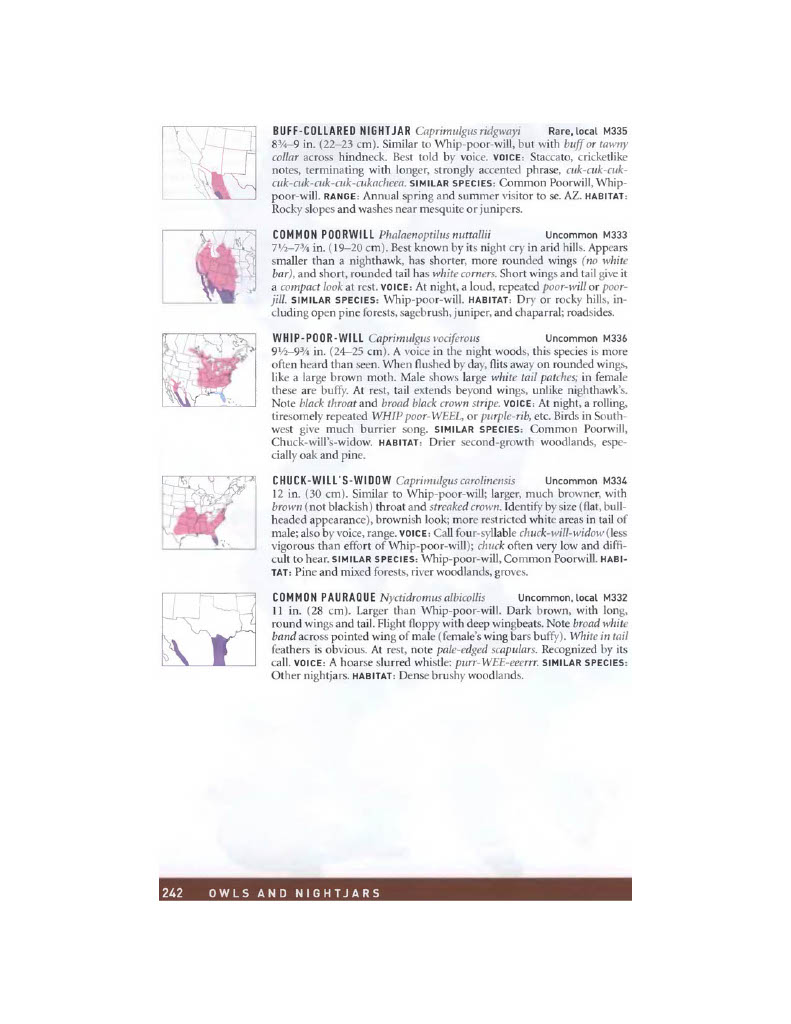 BUFF-COLLARED NIGHTJAR Caprimulgus ridgwayi Rare, local M335
8¾–9 in. (22–23 cm). Similar to Whip-poor-will, but with buff or tawny
collar across hindneck. Best told by voice. VOICE: Staccato, cricketlike
notes, terminating with longer, strongly accented phrase, cuk-cuk-cuk-
cuk-cuk-cuk-cuk-cukacheea. SIMILAR SPECIES: Common Poorwill, Whip-
poor-will. RANGE: Annual spring and summer visitor to se. AZ. HABITAT:
Rocky slopes and washes near mesquite or junipers.
COMMON POORWILL Phalaenoptilus nuttallii Uncommon M333
7½–7¾ in. (19–20 cm). Best known by its night cry in arid hills. Appears
smaller than a nighthawk, has shorter, more rounded wings (no white
bar), and short, rounded tail has white corners. Short wings and tail give it
a compact look at rest. VOICE: At night, a loud, repeated poor-will or poor-
jill. SIMILAR SPECIES: Whip-poor-will. HABITAT: Dry or rocky hills, in-
cluding open pine forests, sagebrush, juniper, and chaparral; roadsides.
WHIP-POOR-WILL Caprimulgus vociferous Uncommon M336
9½–9¾ in. (24–25 cm). A voice in the night woods, this species is more
often heard than seen. When flushed by day, flits away on rounded wings,
like a large brown moth. Male shows large white tail patches; in female
these are buffy. At rest, tail extends beyond wings, unlike nighthawk's.
Note black throat and broad black crown stripe. VOICE: At night, a rolling,
tiresomely repeated WHIP poor-WEEL, or purple-rib, etc. Birds in South-
west give much burrier song. SIMILAR SPECIES: Common Poorwill,
Chuck-will's-widow. HABITAT: Drier second-growth woodlands, espe-
cially oak and pine.
CHUCK-WILL'S-WIDOW Caprimulgus carolinensis Uncommon M334
12 in. (30 cm). Similar to Whip-poor-will; larger, much browner, with
brown (not blackish) throat and streaked crown. Identify by size (flat, bull-
headed appearance), brownish look; more restricted white areas in tail of
male; also by voice, range. VOICE: Call four-syllable chuck-will-widow (less
vigorous than effort of Whip-poor-will); chuck often very low and diffi-
cult to hear. SIMILAR SPECIES: Whip-poor-will, Common Poorwill. HABI-
TAT: Pine and mixed forests, river woodlands, groves.
COMMON PAURAQUE Nyctidromus albicollis Uncommon, local M332
11 in. (28 cm). Larger than Whip-poor-will. Dark brown, with long,
round wings and tail. Flight floppy with deep wingbeats. Note broad white
band across pointed wing of male (female's wing bars buffy). White in tail
feathers is obvious. At rest, note pale-edged scapulars. Recognized by its
call. VOICE: A hoarse slurred whistle: purr-WEE-eeerrr. SIMILAR SPECIES:
Other nightjars. HABITAT: Dense brushy woodlands.
242 OWLS AND NIGHTJARS